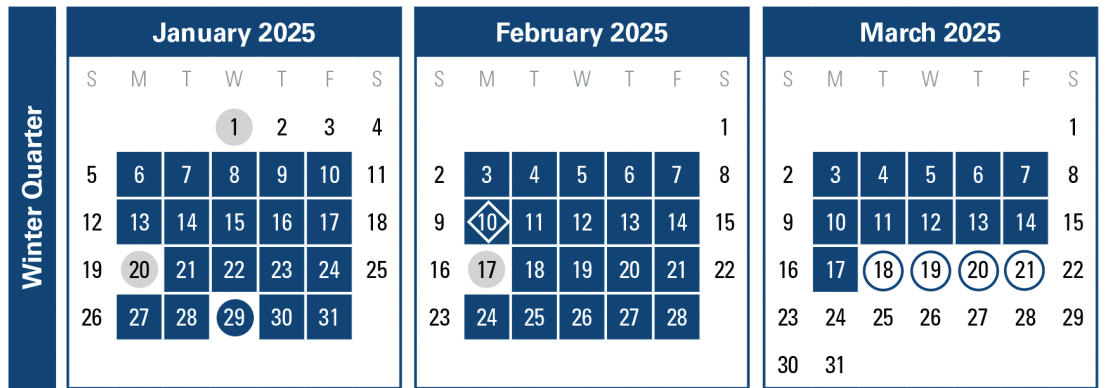 Winter Quarter
January 2025
S M T W T F S
1 2 3 4
5 6 7 8 9 10 11
12 13 14 15 16 17 18
19 20 21 22 23 24 25
26 27 28 29 30 31
February 2025
S M T W T F S
1
2 3 4 5 6 7 8
9 10 11 12 13 14 15
16 17 18 19 20 21 22
23 24 25 26 27 28
March 2025
S M T W T F S
1
2 3 4 5 6 7 8
9 10 11 12 13 14 15
16 17 18 19 20 21 22
23 24 25 26 27 28 29
30 31